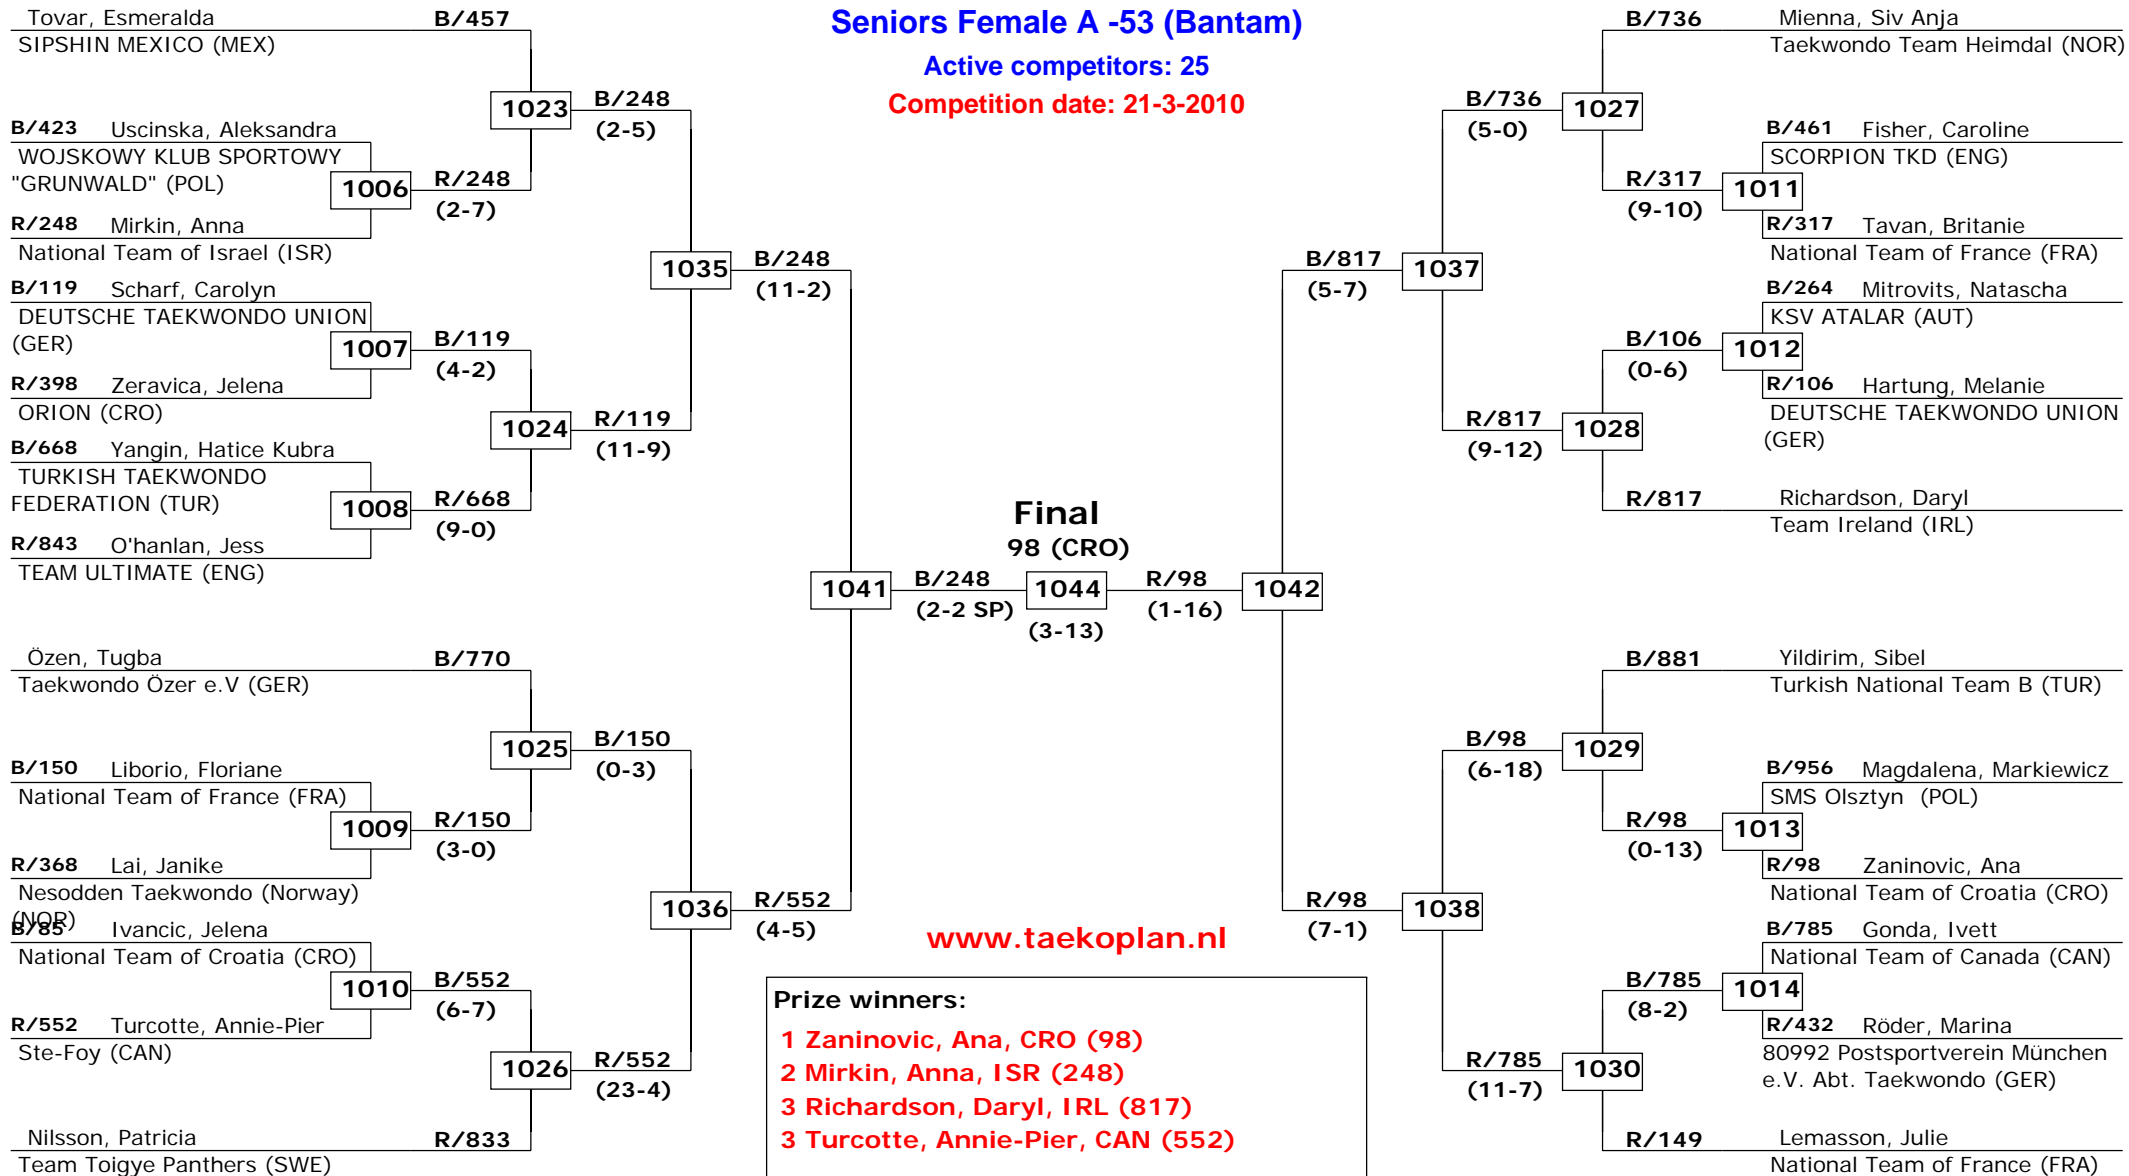 Seniors Female A -53 (Bantam)
Active competitors: 25
Competition date: 21-3-2010
Tovar, Esmeralda
B/457
SIPSHIN MEXICO (MEX)
1023
B/248
(2-5)
B/423 Uscinska, Aleksandra
WOJSKOWY KLUB SPORTOWY
"GRUNWALD" (POL)
1006
R/248
(2-7)
R/248 Mirkin, Anna
National Team of Israel (ISR)
1035
B/248
(11-2)
B/119 Scharf, Carolyn
DEUTSCHE TAEKWONDO UNION
(GER)
1007
B/119
(4-2)
R/398 Zeravica, Jelena
ORION (CRO)
1024
R/119
(11-9)
B/668 Yangin, Hatice Kubra
TURKISH TAEKWONDO
FEDERATION (TUR)
1008
R/668
(9-0)
R/843 O'hanlan, Jess
TEAM ULTIMATE (ENG)
1041
B/248
(2-2 SP)
Final
98 (CRO)
1044
(3-13)
R/98
(1-16)
1042
Özen, Tugba
B/770
Taekwondo Özer e.V (GER)
1025
B/150
(0-3)
B/150 Liborio, Floriane
National Team of France (FRA)
1009
R/150
(3-0)
R/368 Lai, Janike
Nesodden Taekwondo (Norway)
(NOR)
1036
R/552
(4-5)
B/85 Ivancic, Jelena
National Team of Croatia (CRO)
1010
B/552
(6-7)
R/552 Turcotte, Annie-Pier
Ste-Foy (CAN)
1026
R/552
(23-4)
Nilsson, Patricia
R/833
Team Toigye Panthers (SWE)
B/736 Mienna, Siv Anja
Taekwondo Team Heimdal (NOR)
B/736
(5-0)
1027
B/461 Fisher, Caroline
SCORPION TKD (ENG)
R/317
(9-10)
1011
R/317 Tavan, Britanie
National Team of France (FRA)
B/817
(5-7)
1037
B/264 Mitrovits, Natascha
KSV ATALAR (AUT)
B/106
(0-6)
1012
R/106 Hartung, Melanie
DEUTSCHE TAEKWONDO UNION
(GER)
R/817
(9-12)
1028
R/817 Richardson, Daryl
Team Ireland (IRL)
B/881 Yildirim, Sibel
Turkish National Team B (TUR)
B/98
(6-18)
1029
B/956 Magdalena, Markiewicz
SMS Olsztyn (POL)
R/98
(0-13)
1013
R/98 Zaninovic, Ana
National Team of Croatia (CRO)
R/98
(7-1)
1038
B/785 Gonda, Ivett
National Team of Canada (CAN)
B/785
(8-2)
1014
R/432 Röder, Marina
80992 Postsportverein München
e.V. Abt. Taekwondo (GER)
R/785
(11-7)
1030
R/149 Lemasson, Julie
National Team of France (FRA)
www.taekoplan.nl
Prize winners:
1 Zaninovic, Ana, CRO (98)
2 Mirkin, Anna, ISR (248)
3 Richardson, Daryl, IRL (817)
3 Turcotte, Annie-Pier, CAN (552)